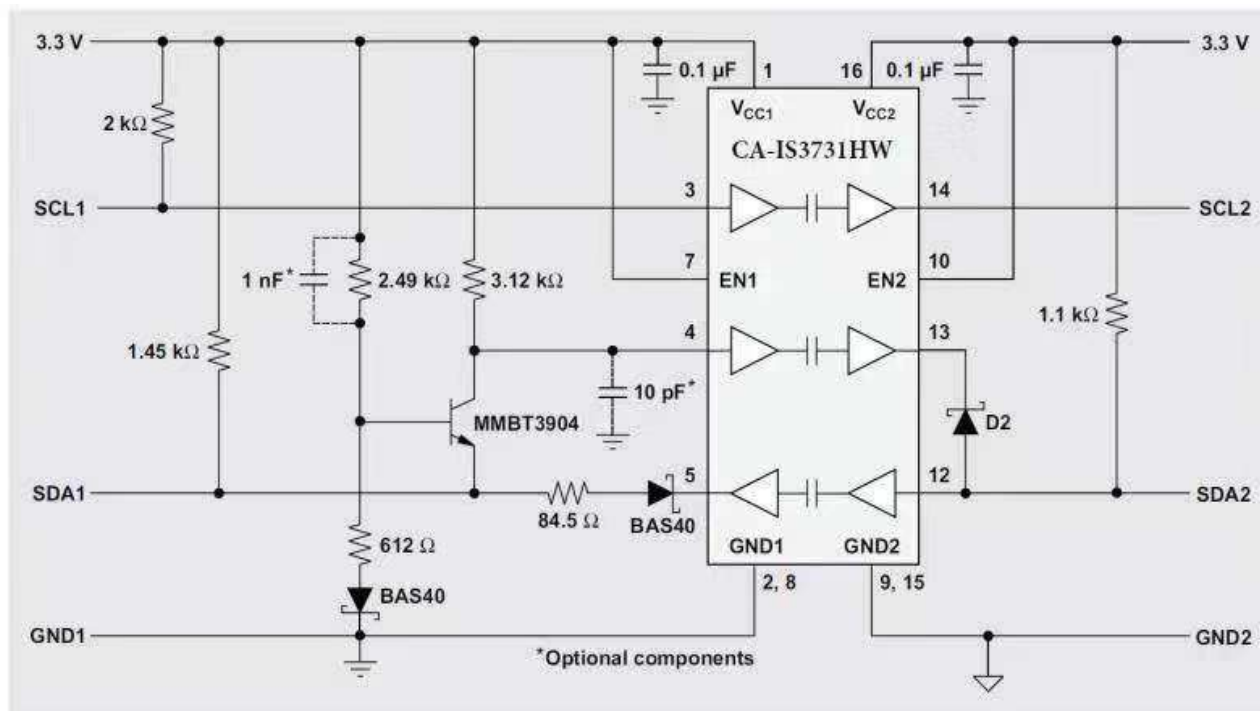 3.3 V
0.1 µF
1
16
0.1 µF
3.3 V
VCC1
VCC2
2 kΩ
CA-IS3731HW
3
14
SCL1
SCL2
7
10
1 nF*
2.49 kΩ
3.12 kΩ
EN1
EN2
1.1 kΩ
4
13
1.45 kΩ
10 pF*
MMBT3904
D2
5
12
SDA1
SDA2
84.5 Ω
BAS40
612 Ω
GND1
GND2
2, 8
9, 15
BAS40
GND1
GND2
*Optional components